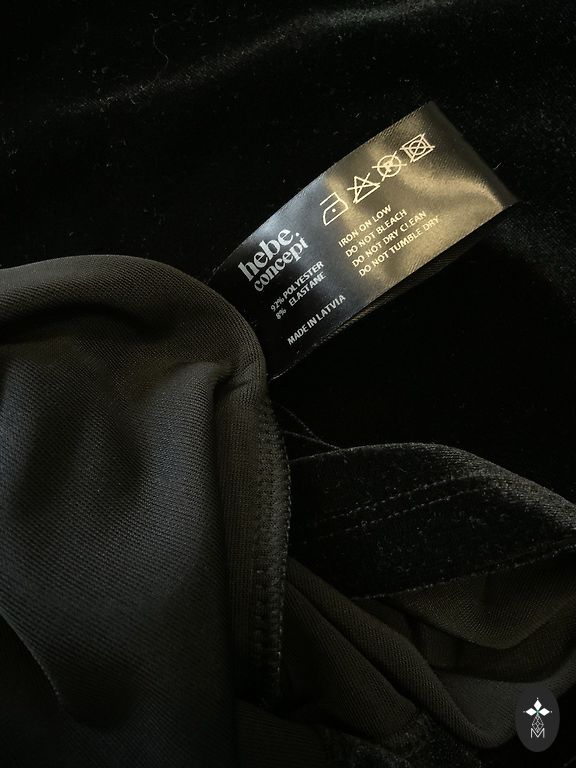 hebe.
concept
92% POLYESTER
8% ELASTANE
MADE IN LATVIA
IRON ON LOW
DO NOT BLEACH
DO NOT DRY CLEAN
DO NOT TUMBLE DRY
M